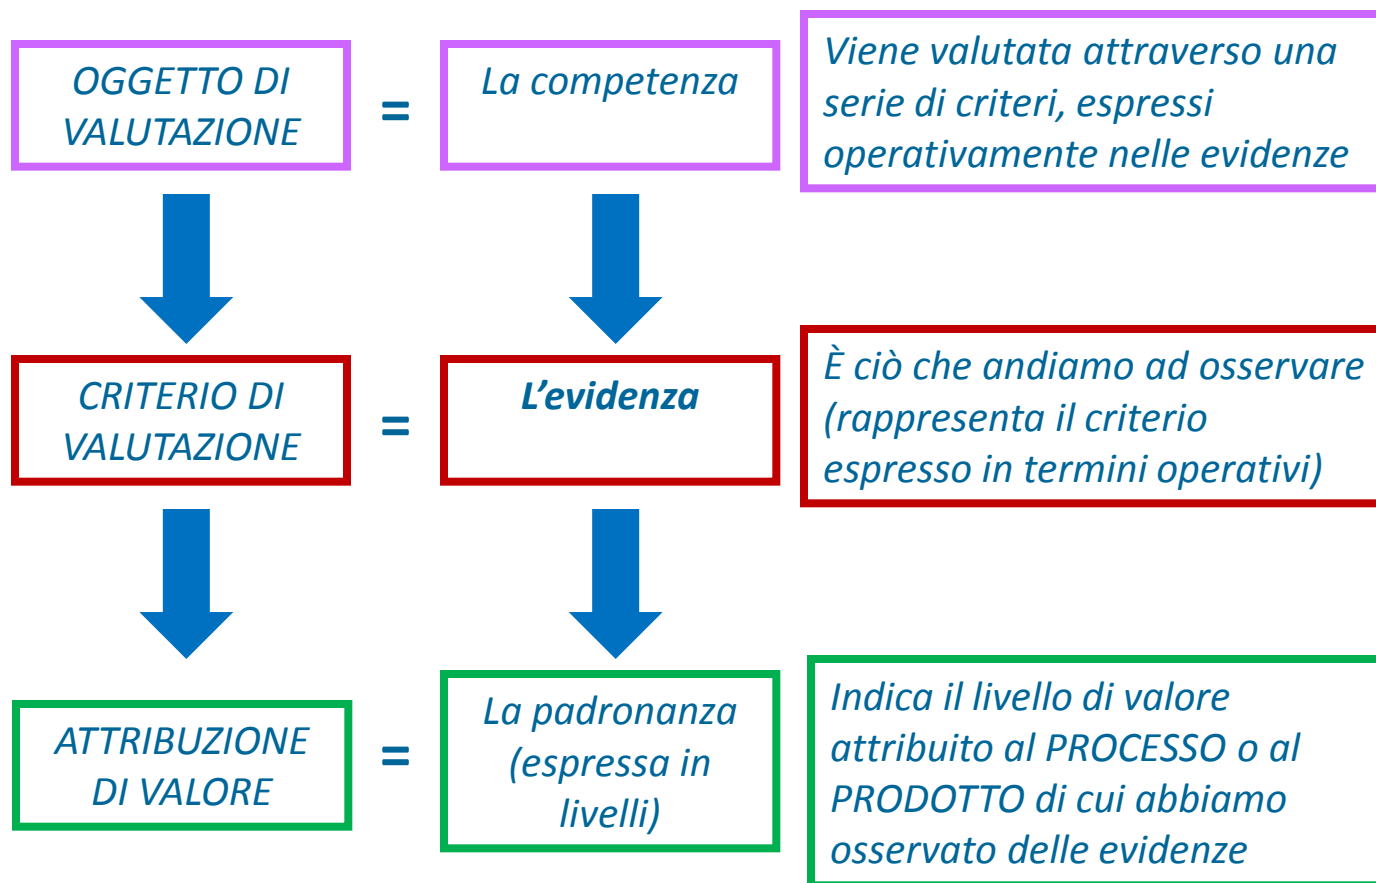 OGGETTO DI
VALUTAZIONE
=
La competenza
Viene valutata attraverso una
serie di criteri, espressi
operativamente nelle evidenze
CRITERIO DI
VALUTAZIONE
=
L’evidenza
È ciò che andiamo ad osservare
(rappresenta il criterio
espresso in termini operativi)
ATTRIBUZIONE
DI VALORE
=
La padronanza
(espressa in
livelli)
Indica il livello di valore
attribuito al PROCESSO o al
PRODOTTO di cui abbiamo
osservato delle evidenze